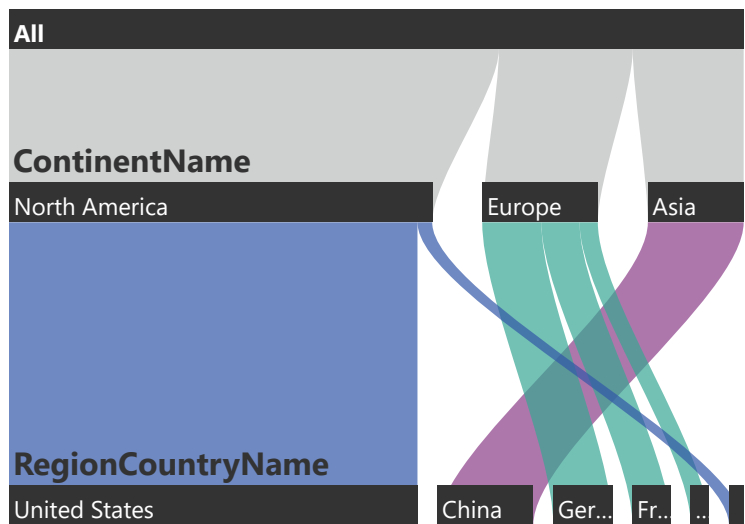 All
ContinentName
North America Europe Asia
RegionCountryName
United States China Ger... Fr... ...